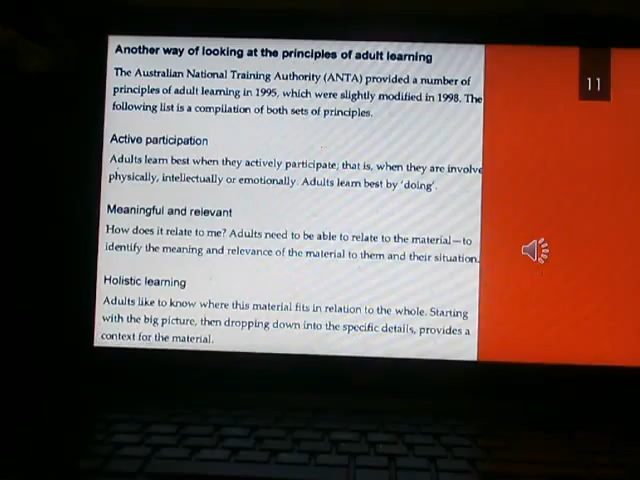 Another way of looking at the principles of adult learning
The Australian National Training Authority (ANTA) provided a number of
principles of adult learning in 1995, which were slightly modified in 1998. The
following list is a compilation of both sets of principles.
Active participation
Adults learn best when they actively participate; that is, when they are involve
physically, intellectually or emotionally. Adults learn best by 'doing'.
Meaningful and relevant
How does it relate to me? Adults need to be able to relate to the material—to
identify the meaning and relevance of the material to them and their situation.
Holistic learning
Adults like to know where this material fits in relation to the whole. Starting
with the big picture, then dropping down into the specific details, provides a
context for the material.
11